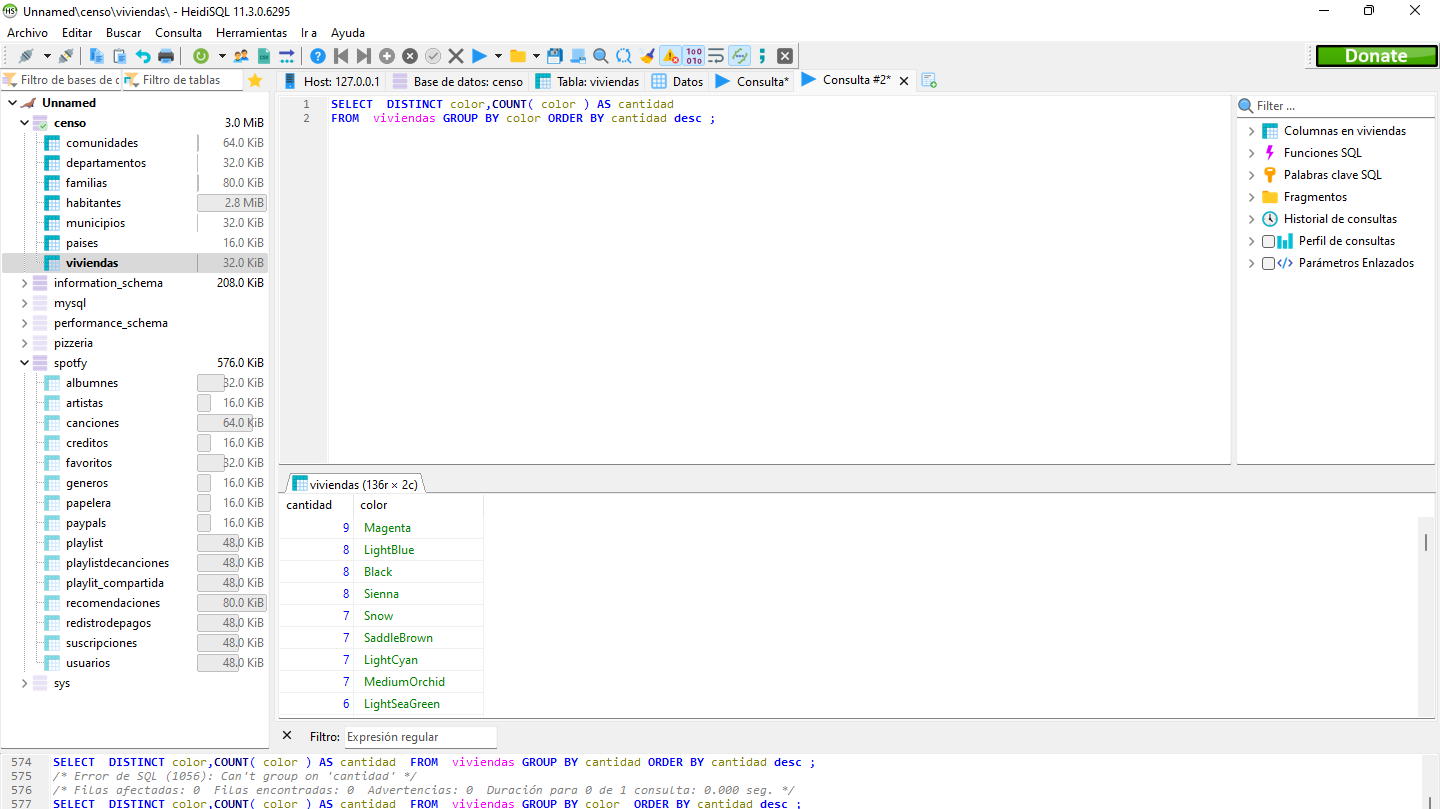 Unnamed\censo\viviendas\ - HeidiSQL 11.3.0.6295
Archivo Editar Buscar Consulta Herramientas Ir a Ayuda
Donate
Filtro de bases de d Filtro de tablas
Host: 127.0.0.1 Base de datos: censo Tabla: viviendas Datos Consulta* Consulta #2*
Unnamed
censo 3.0 MiB
comunidades 64.0 KiB
departamentos 32.0 KiB
familias 80.0 KiB
habitantes 2.8 MiB
municipios 32.0 KiB
paises 16.0 KiB
viviendas 32.0 KiB
information_schema 208.0 KiB
mysql
performance_schema
pizzeria
spotfy 576.0 KiB
albumnes 32.0 KiB
artistas 16.0 KiB
canciones 64.0 KiB
creditos 16.0 KiB
favoritos 32.0 KiB
generos 16.0 KiB
papelera 16.0 KiB
paypals 16.0 KiB
playlist 48.0 KiB
playlistdecanciones 48.0 KiB
playlit_compartida 48.0 KiB
recomendaciones 80.0 KiB
redistrodepagos 48.0 KiB
suscripciones 48.0 KiB
usuarios 48.0 KiB
sys
1 SELECT  DISTINCT color,COUNT( color ) AS cantidad
2 FROM  viviendas GROUP BY color ORDER BY cantidad desc ;
Filter ...
Columnas en viviendas
Funciones SQL
Palabras clave SQL
Fragmentos
Historial de consultas
Perfil de consultas
Parámetros Enlazados
viviendas (136r × 2c)
cantidad color
9 Magenta
8 LightBlue
8 Black
8 Sienna
7 Snow
7 SaddleBrown
7 LightCyan
7 MediumOrchid
6 LightSeaGreen
Filtro: Expresión regular
574 SELECT  DISTINCT color,COUNT( color ) AS cantidad  FROM  viviendas GROUP BY cantidad ORDER BY cantidad desc ;
575 /* Error de SQL (1056): Can't group on 'cantidad' */
576 /* Filas afectadas: 0  Filas encontradas: 0  Advertencias: 0  Duración para 0 de 1 consulta: 0.000 seg. */
577 SELECT  DISTINCT color,COUNT( color ) AS cantidad  FROM  viviendas GROUP BY color  ORDER BY cantidad desc ;